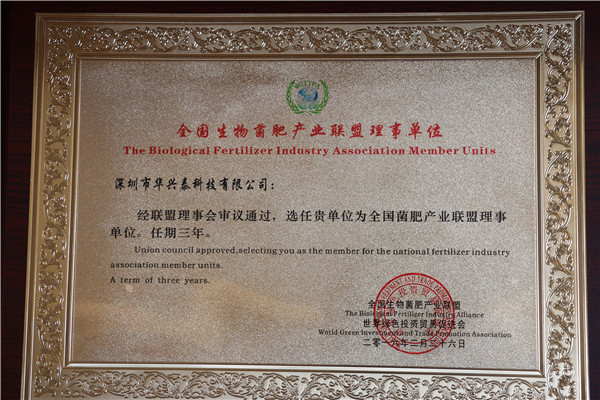 全国生物菌肥产业联盟理事单位
The Biological Fertilizer Industry Association Member Units
深圳市华兴泰科技有限公司：
经联盟理事会审议通过，选任贵单位为全国菌肥产业联盟理事
单位。任期三年。
Union council approved,selecting you as the member for the national fertilizer industry
association member units.
A term of three years.
全国生物菌肥产业联盟
The Biological Fertilizer Industry Alliance
世界绿色投资贸易促进会
World Green Investment and Trade Promotion Association
二〇一六年二月二十六日